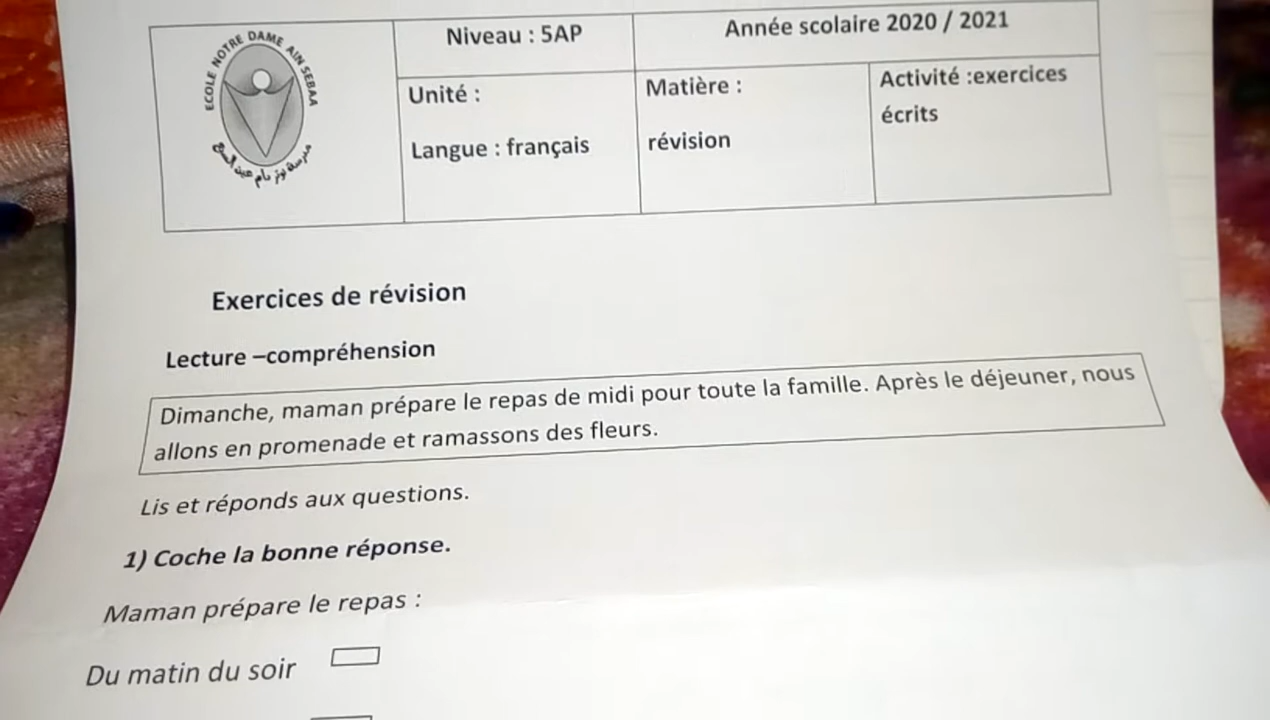 ECOLE NOTRE DAME AIN SEBAA
Niveau : 5AP
Année scolaire 2020 / 2021
Unité :
Langue : français
Matière :
révision
Activité :exercices
écrits
Exercices de révision
Lecture –compréhension
Dimanche, maman prépare le repas de midi pour toute la famille. Après le déjeuner, nous
allons en promenade et ramassons des fleurs.
Lis et réponds aux questions.
1) Coche la bonne réponse.
Maman prépare le repas :
Du matin du soir